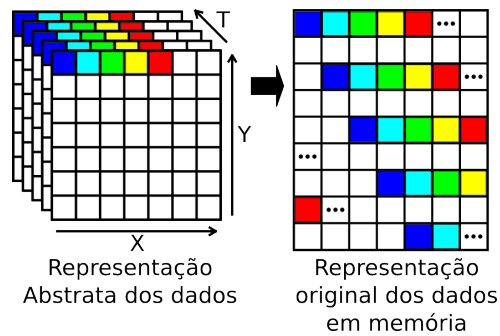 T
...
...
Y
...
...
X
...
Representação
Abstrata dos dados
Representação
original dos dados
em memória